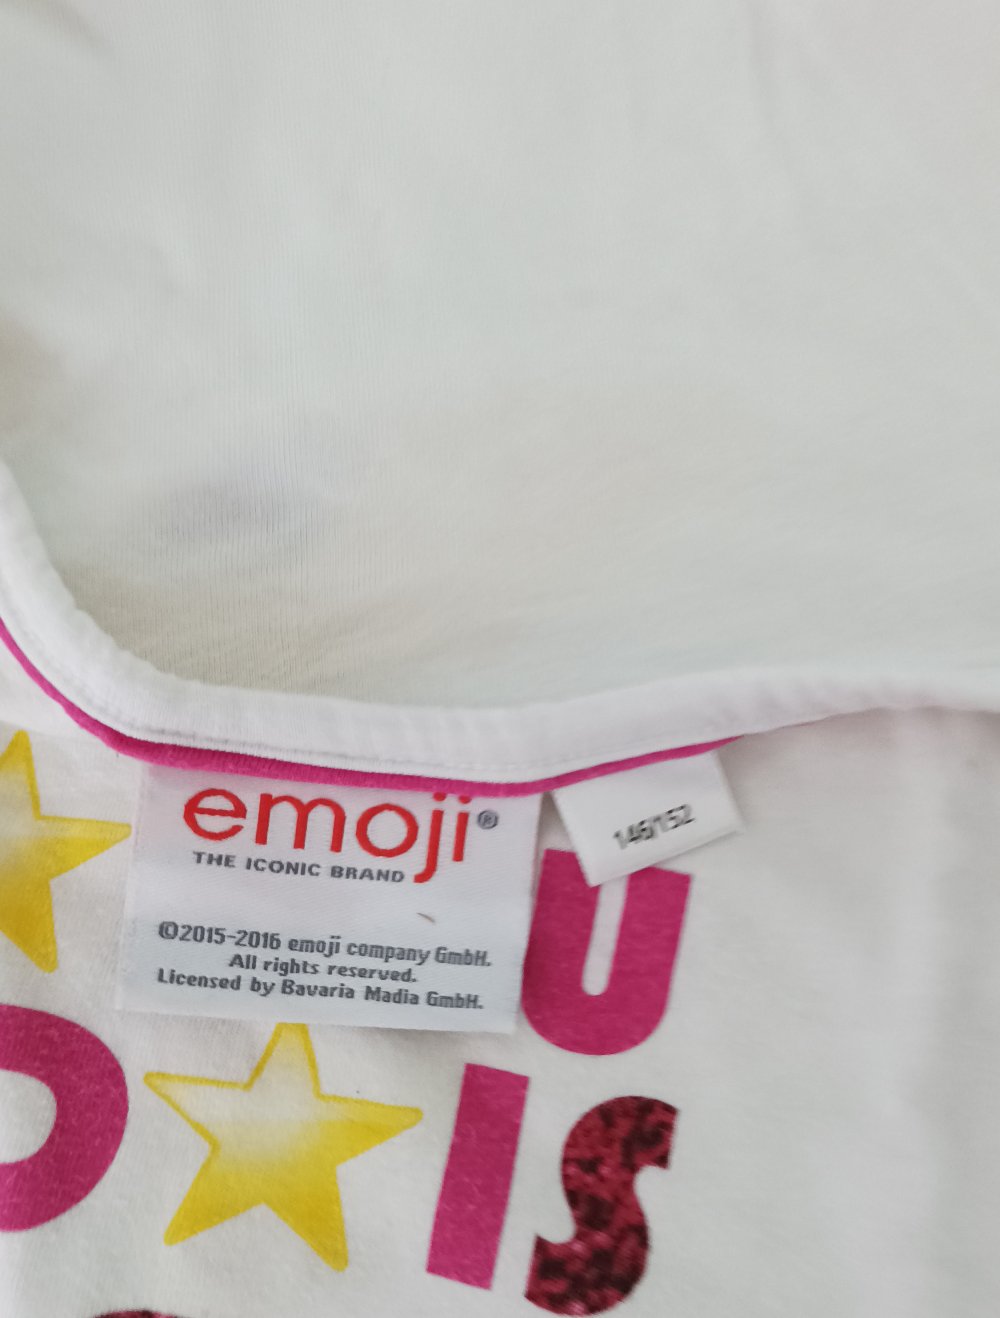 emoji®
THE ICONIC BRAND
146/152
©2015-2016 emoji company GmbH.
All rights reserved.
Licensed by Bavaria Madia GmbH.
U
IS